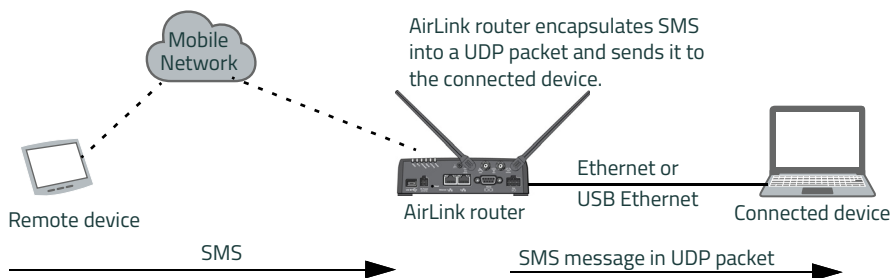 AirLink router encapsulates SMS
into a UDP packet and sends it to
the connected device.
Mobile
Network
Ethernet or
USB Ethernet
Remote device
AirLink router
Connected device
SMS
SMS message in UDP packet